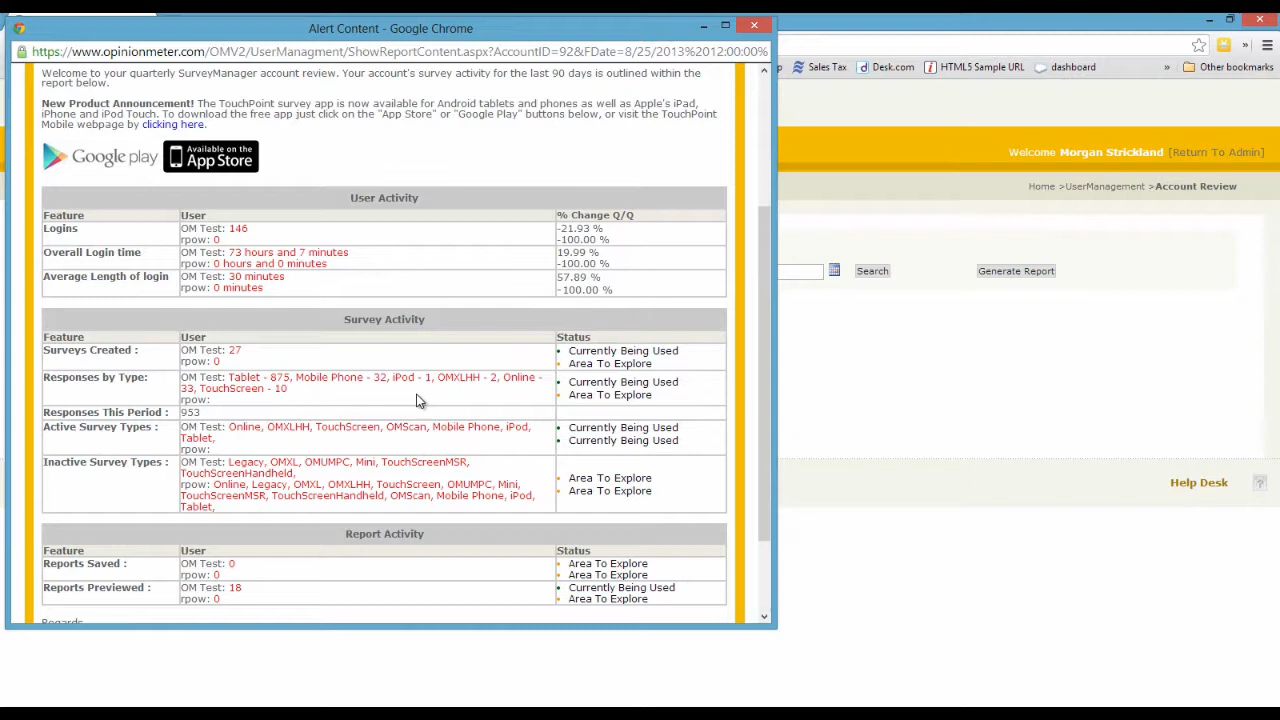 Alert Content - Google Chrome
https://www.opinionmeter.com/OMV2/UserManagment/ShowReportContent.aspx?AccountID=32&FDate=8/25/2013%2012:00:00%
Sales Tax
Desk.com
HTML5 Sample URL
dashboard
»
Other bookmarks
Welcome to your quarterly SurveyManager account review. Your account's survey activity for the last 90 days is outlined within the
report below.
New Product Announcement! The TouchPoint survey app is now available for Android tablets and phones as well as Apple's iPad,
iPhone and iPod Touch. To download the free app just click on the "App Store" or "Google Play" buttons below, or visit the TouchPoint
Mobile webpage by clicking here.
Google play
Available on the
App Store
Welcome Morgan Strickland [Return To Admin]
Home >UserManagement >Account Review
Search
Generate Report
Help Desk
User Activity
Feature User % Change Q/Q
Logins OM Test: 146 -21.93 %
rpow: 0 -100.00 %
Overall Login time OM Test: 73 hours and 7 minutes 19.99 %
rpow: 0 hours and 0 minutes -100.00 %
Average Length of login OM Test: 30 minutes 57.89 %
rpow: 0 minutes -100.00 %
Survey Activity
Feature User Status
Surveys Created : OM Test: 27 • Currently Being Used
rpow: 0 • Area To Explore
Responses by Type: OM Test: Tablet - 875, Mobile Phone - 32, iPod - 1, OMXLHH - 2, Online - • Currently Being Used
33, TouchScreen - 10 • Area To Explore
rpow:
Responses This Period : 953
Active Survey Types : OM Test: Online, OMXLHH, TouchScreen, OMScan, Mobile Phone, iPod, • Currently Being Used
Tablet, • Currently Being Used
rpow:
Inactive Survey Types : OM Test: Legacy, OMXL, OMUMPC, Mini, TouchScreenMSR,
TouchScreenHandheld, • Area To Explore
rpow: Online, Legacy, OMXL, OMXLHH, TouchScreen, OMUMPC, Mini, • Area To Explore
TouchScreenMSR, TouchScreenHandheld, OMScan, Mobile Phone, iPod,
Tablet,
Report Activity
Feature User Status
Reports Saved : OM Test: 0 • Area To Explore
rpow: 0 • Area To Explore
Reports Previewed : OM Test: 18 • Currently Being Used
rpow: 0 • Area To Explore
Regards